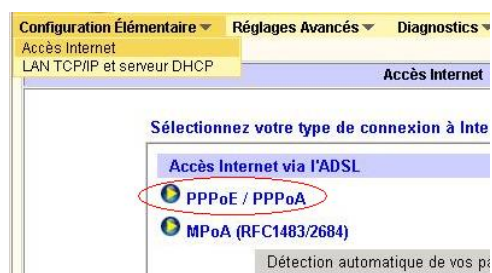 Configuration Élémentaire Réglages Avancés Diagnostics
Accès Internet
LAN TCP/IP et serveur DHCP
Accès Internet
Sélectionnez votre type de connexion à Inte
Accès Internet via l'ADSL
PPPoE / PPPoA
MPoA (RFC1483/2684)
Détection automatique de vos pa